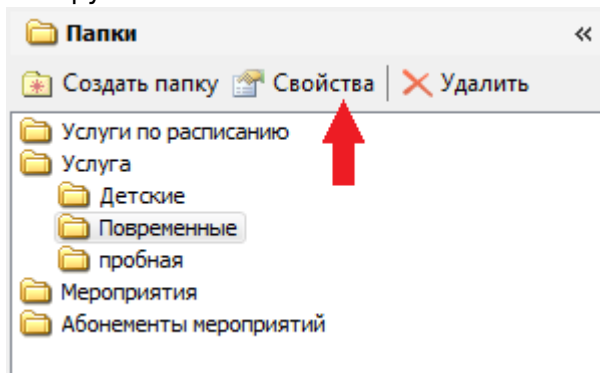 Папки «
Создать папку Свойства Удалить
Услуги по расписанию
Услуга
Детские
Повременные
пробная
Мероприятия
Абонементы мероприятий